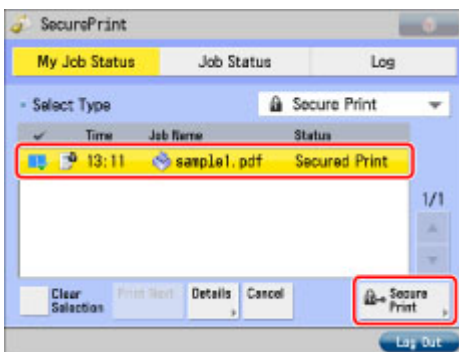 SecurePrint
My Job Status Job Status Log
Select Type Secure Print
Time Job Name Status
13:11 sample1.pdf Secured Print
1/1
Clear Selection Print Next Details Cancel Secure Print
Log Out